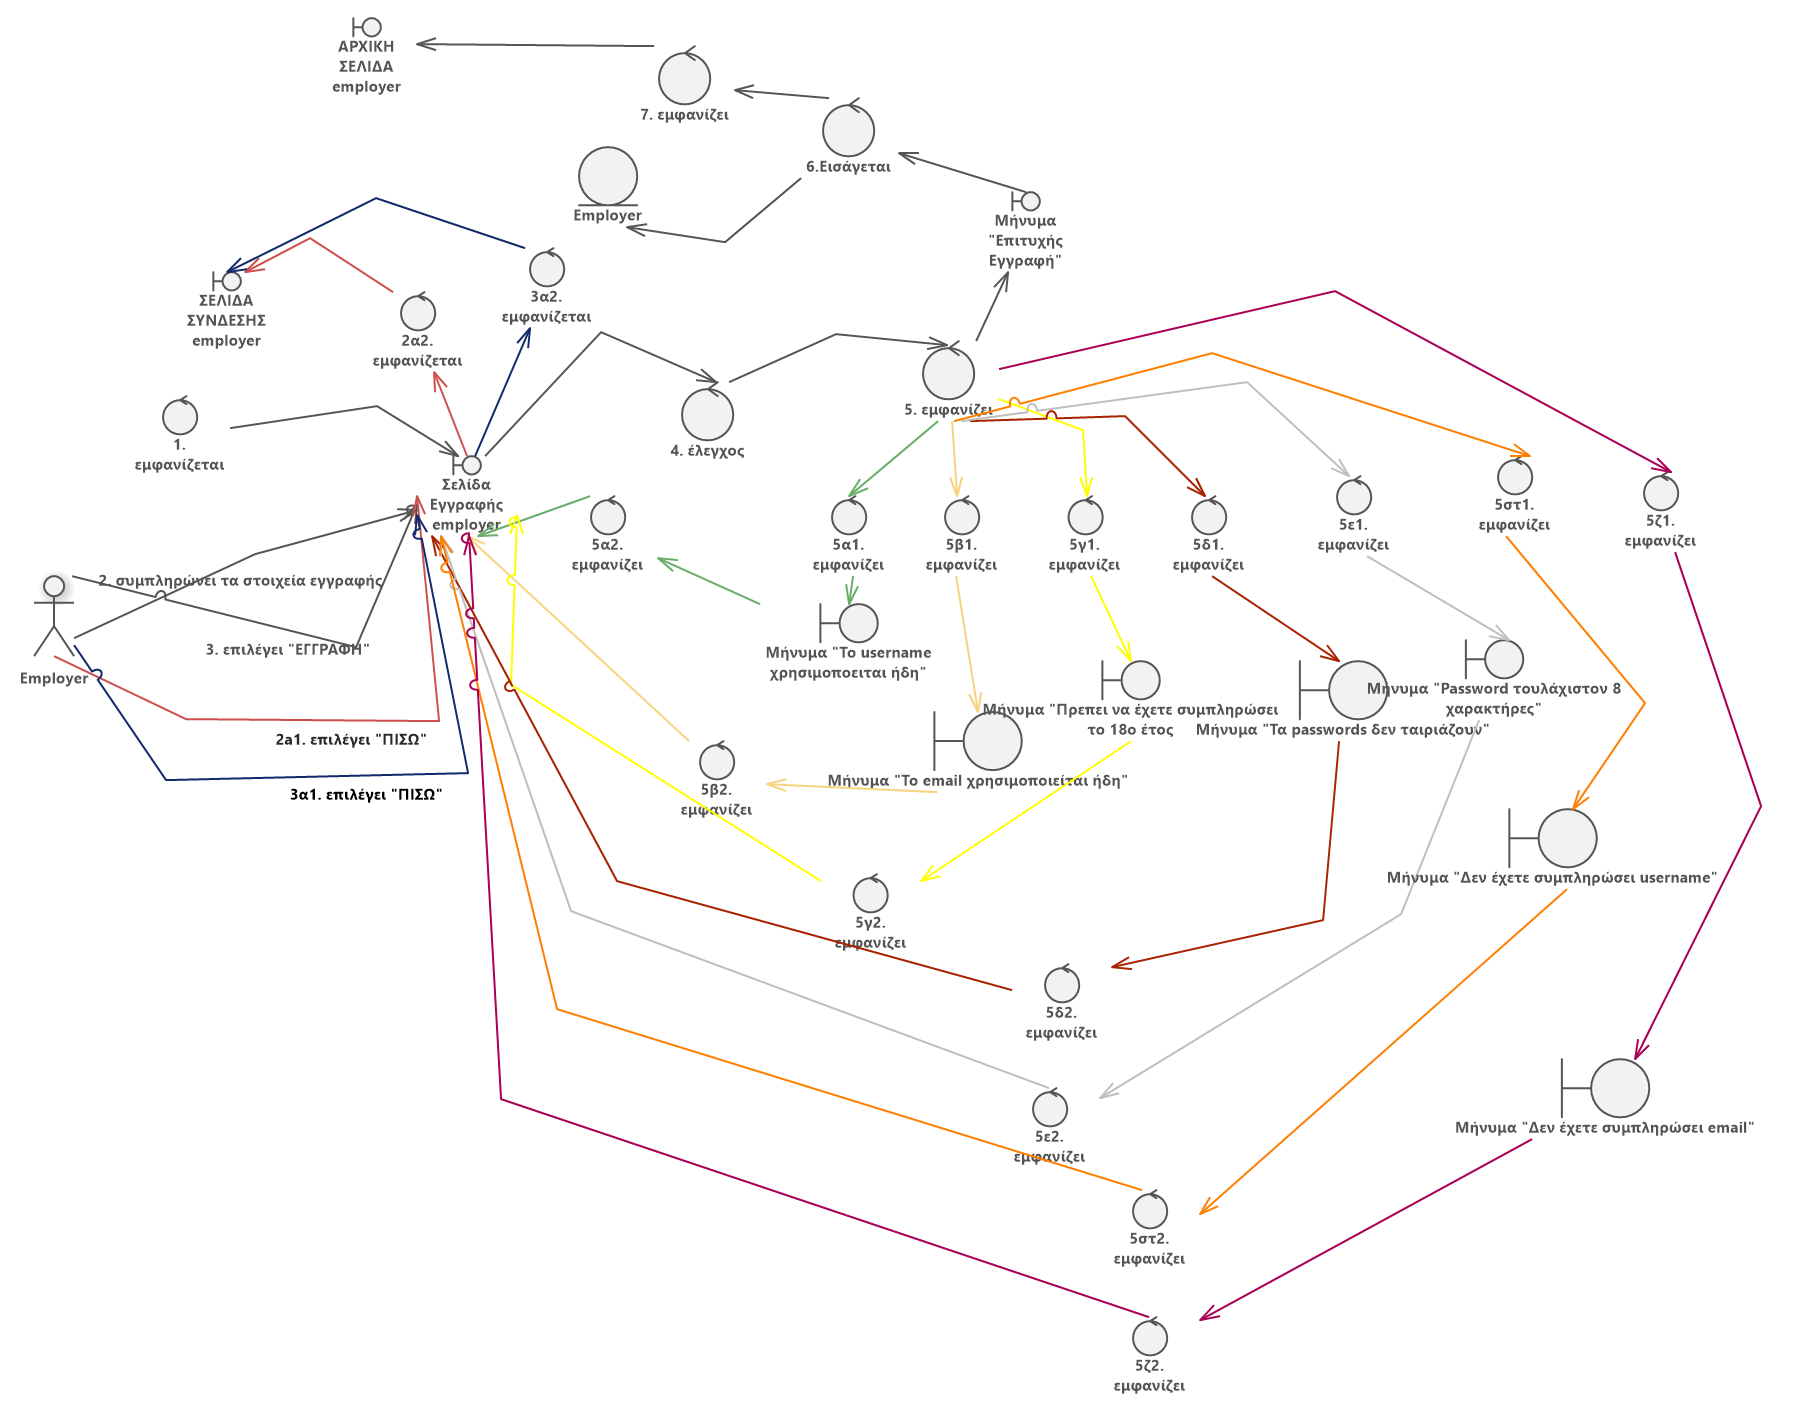 ΑΡΧΙΚΗ
ΣΕΛΙΔΑ
employer
7. εμφανίζει
6.Εισάγεται
Employer
Μήνυμα
"Επιτυχής
Εγγραφή"
ΣΕΛΙΔΑ
ΣΥΝΔΕΣΗΣ
employer
3α2.
εμφανίζεται
2α2.
εμφανίζεται
1.
εμφανίζεται
4. έλεγχος
5. εμφανίζει
Σελίδα
Εγγραφής
employer
5α2.
εμφανίζει
5α1.
εμφανίζει
5β1.
εμφανίζει
5γ1.
εμφανίζει
5δ1.
εμφανίζει
5ε1.
εμφανίζει
5στ1.
εμφανίζει
5ζ1.
εμφανίζει
2. συμπληρώνει τα στοιχεία εγγραφής
3. επιλέγει "ΕΓΓΡΑΦΗ"
Employer
2a1. επιλέγει "ΠΙΣΩ"
3α1. επιλέγει "ΠΙΣΩ"
Μήνυμα "Το username
χρησιμοποειται ήδη"
Μήνυμα "Πρεπει να έχετε συμπληρώσει
το 18ο έτος
Μήνυμα "Password τουλάχιστον 8
χαρακτήρες"
Μήνυμα "Τα passwords δεν ταιριάζουν"
Μήνυμα "Το email χρησιμοποιείται ήδη"
5β2.
εμφανίζει
Μήνυμα "Δεν έχετε συμπληρώσει username"
5γ2.
εμφανίζει
5δ2.
εμφανίζει
Μήνυμα "Δεν έχετε συμπληρώσει email"
5ε2.
εμφανίζει
5στ2.
εμφανίζει
5ζ2.
εμφανίζει